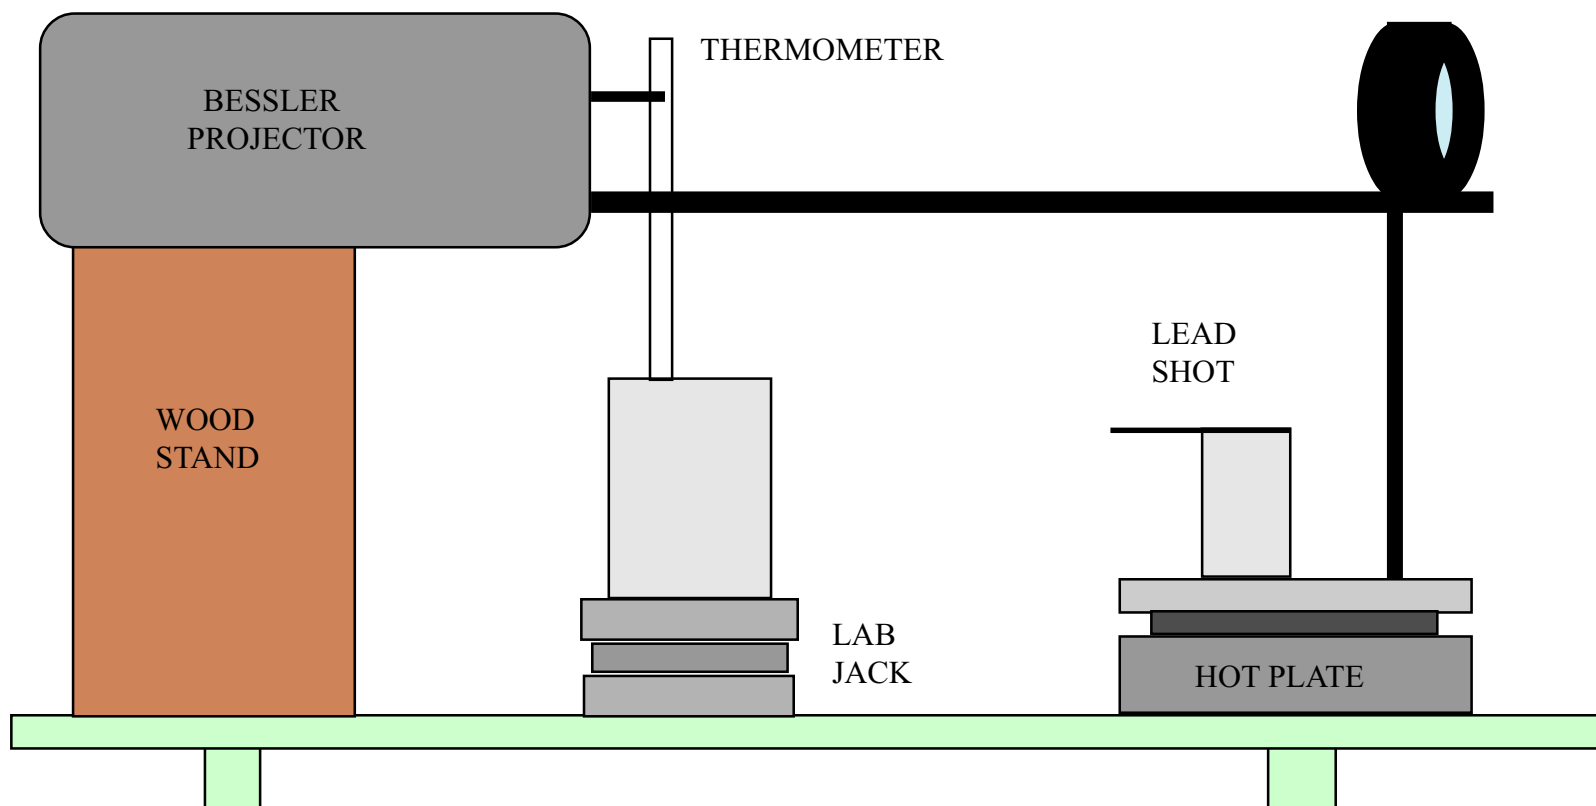 THERMOMETER
BESSLER
PROJECTOR
LEAD
SHOT
WOOD
STAND
LAB
JACK
HOT PLATE